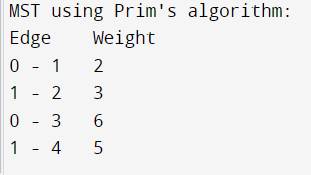 MST using Prim's algorithm:
Edge    Weight
0 - 1   2
1 - 2   3
0 - 3   6
1 - 4   5